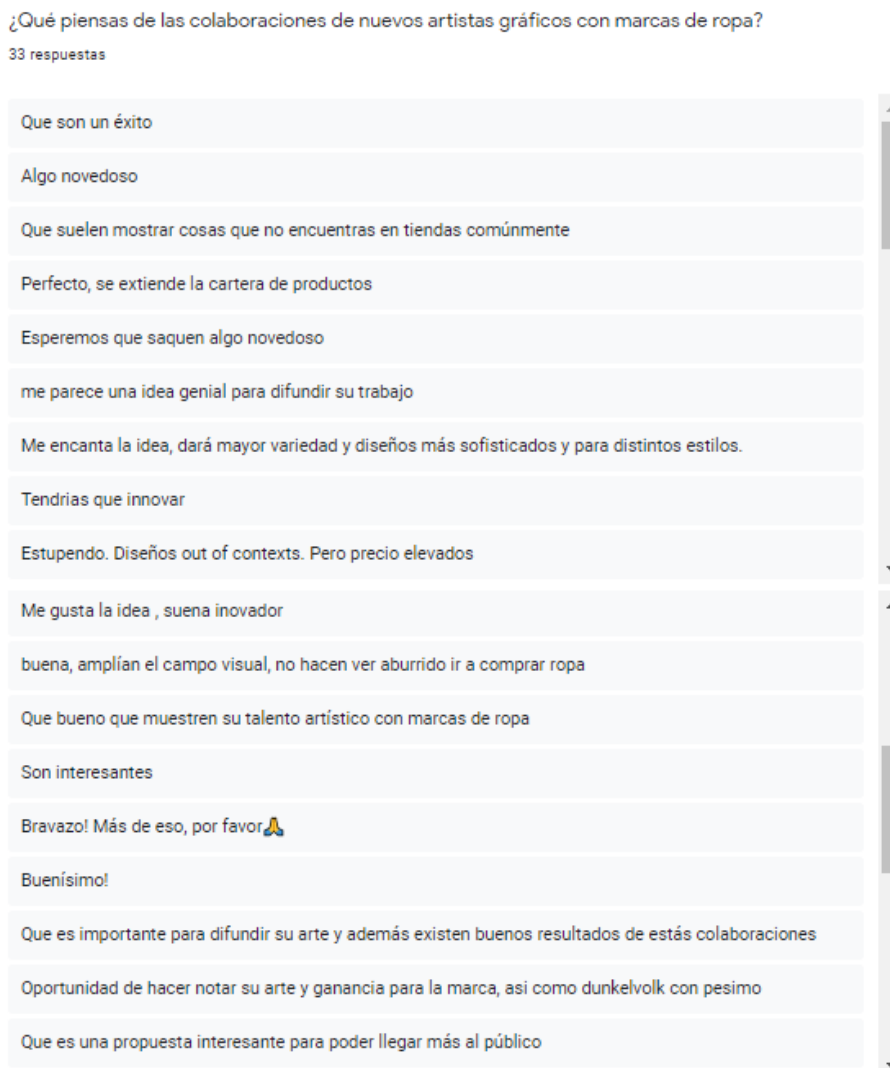 ¿Qué piensas de las colaboraciones de nuevos artistas gráficos con marcas de ropa?
33 respuestas
Que son un éxito
Algo novedoso
Que suelen mostrar cosas que no encuentras en tiendas comúnmente
Perfecto, se extiende la cartera de productos
Esperemos que saquen algo novedoso
me parece una idea genial para difundir su trabajo
Me encanta la idea, dará mayor variedad y diseños más sofisticados y para distintos estilos.
Tendrias que innovar
Estupendo. Diseños out of contexts. Pero precio elevados
Me gusta la idea , suena inovador
buena, amplían el campo visual, no hacen ver aburrido ir a comprar ropa
Que bueno que muestren su talento artístico con marcas de ropa
Son interesantes
Bravazo! Más de eso, por favor🙏
Buenísimo!
Que es importante para difundir su arte y además existen buenos resultados de estás colaboraciones
Oportunidad de hacer notar su arte y ganancia para la marca, asi como dunkelvolk con pesimo
Que es una propuesta interesante para poder llegar más al público